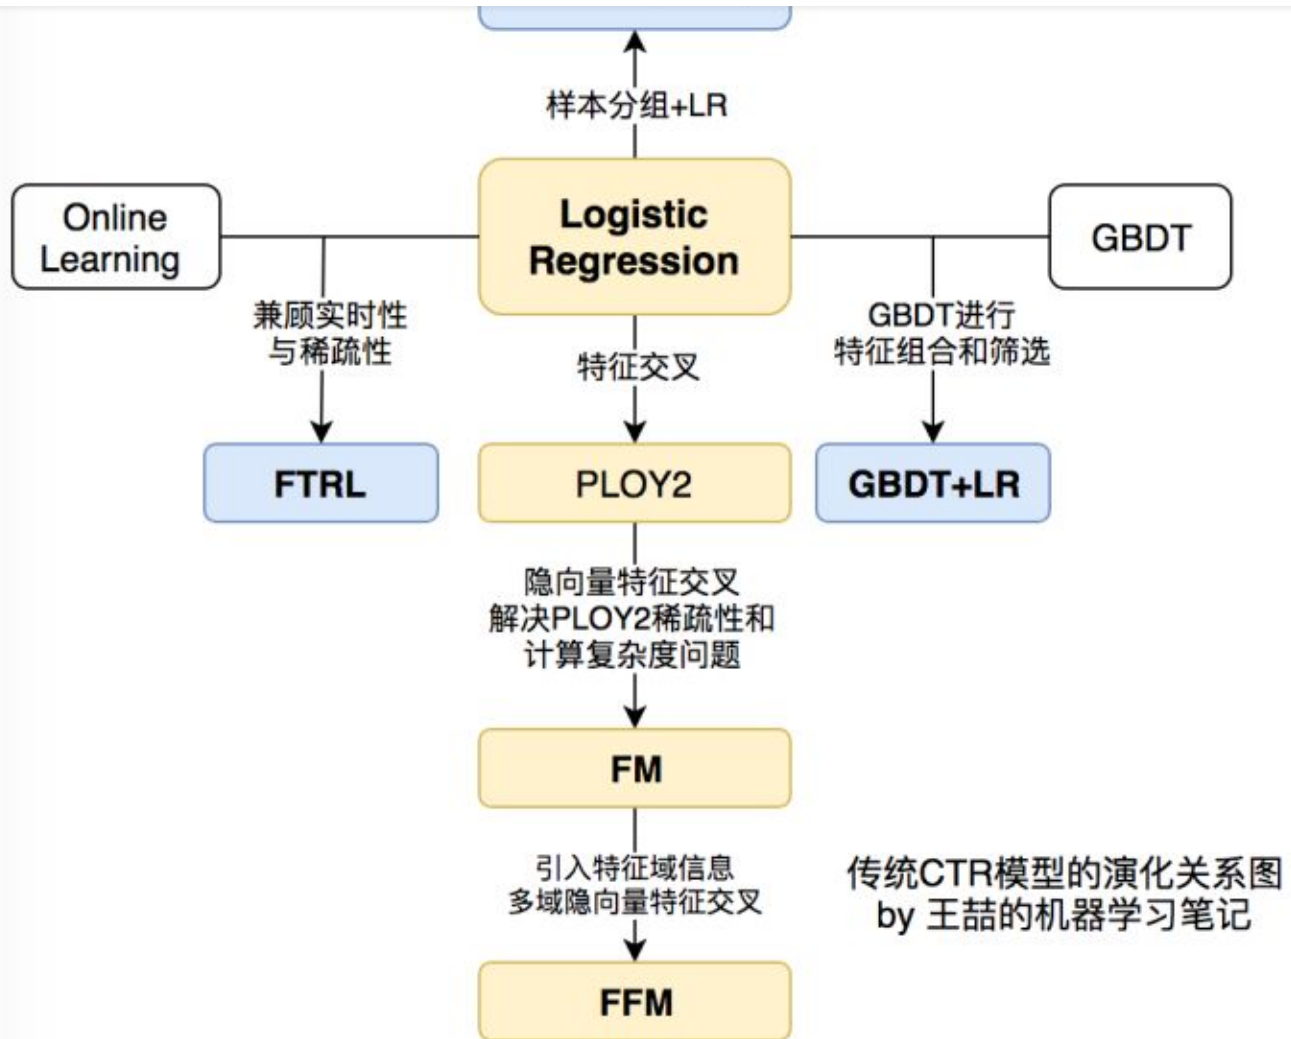 样本分组+LR
Online
Learning
Logistic
Regression
GBDT
兼顾实时性
与稀疏性
特征交叉
GBDT进行
特征组合和筛选
FTRL
PLOY2
GBDT+LR
隐向量特征交叉
解决PLOY2稀疏性和
计算复杂度问题
FM
引入特征域信息
多域隐向量特征交叉
传统CTR模型的演化关系图
by 王喆的机器学习笔记
FFM